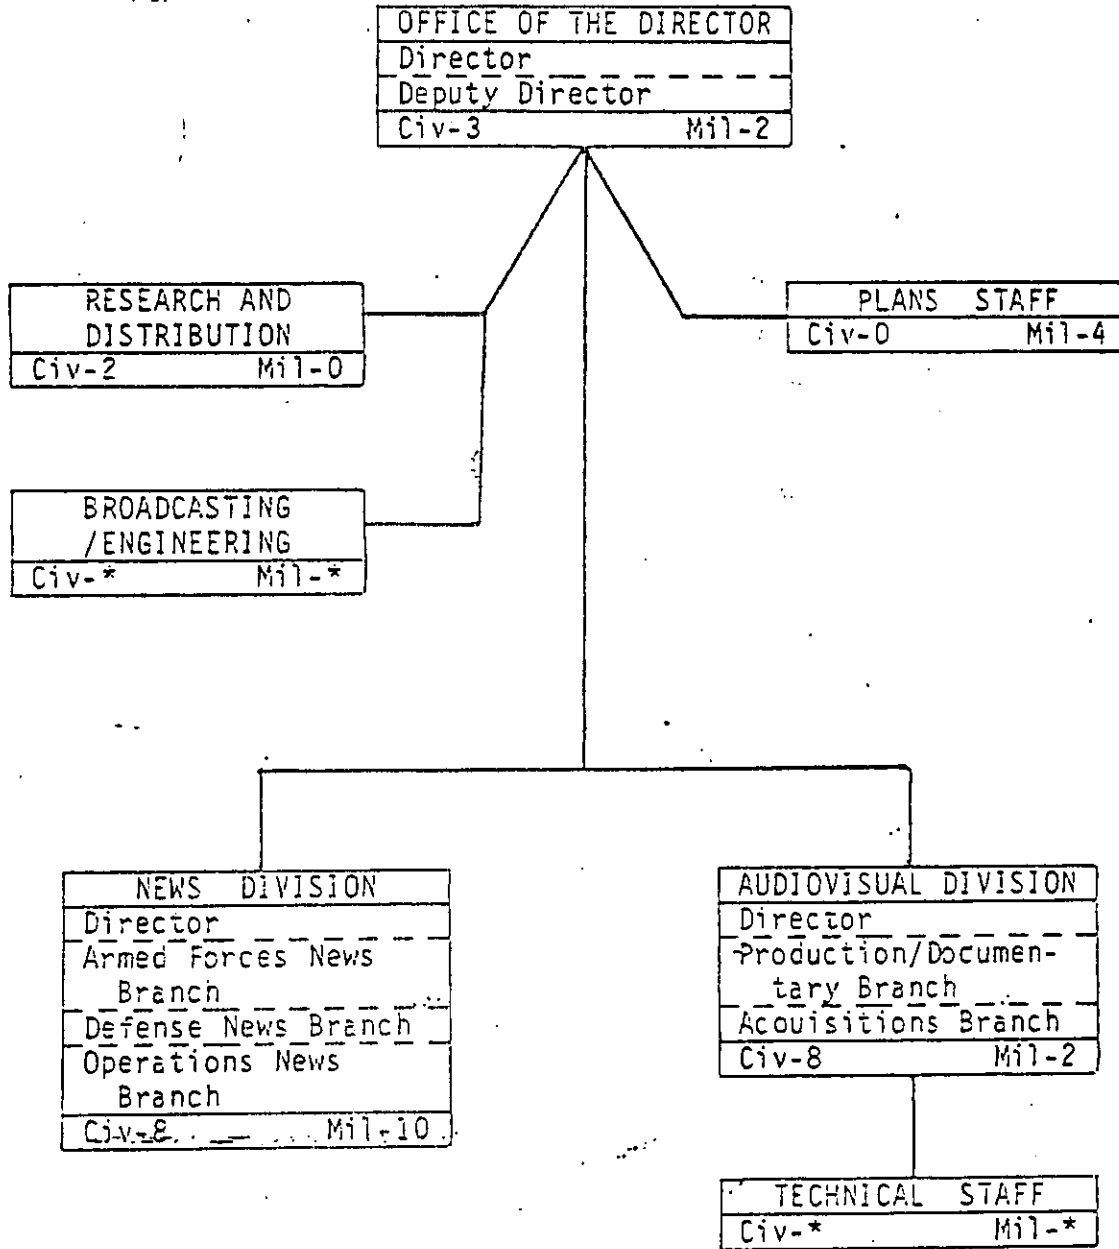 OFFICE OF THE DIRECTOR
Director
Deputy Director
Civ-3 Mil-2
RESEARCH AND
DISTRIBUTION
Civ-2 Mil-0
PLANS STAFF
Civ-0 Mil-4
BROADCASTING
/ENGINEERING
Civ-* Mil-*
NEWS DIVISION
Director
Armed Forces News
Branch
Defense News Branch
Operations News
Branch
Civ-8 Mil-10
AUDIOVISUAL DIVISION
Director
Production/Documen-
tary Branch
Acquisitions Branch
Civ-8 Mil-2
TECHNICAL STAFF
Civ-* Mil-*